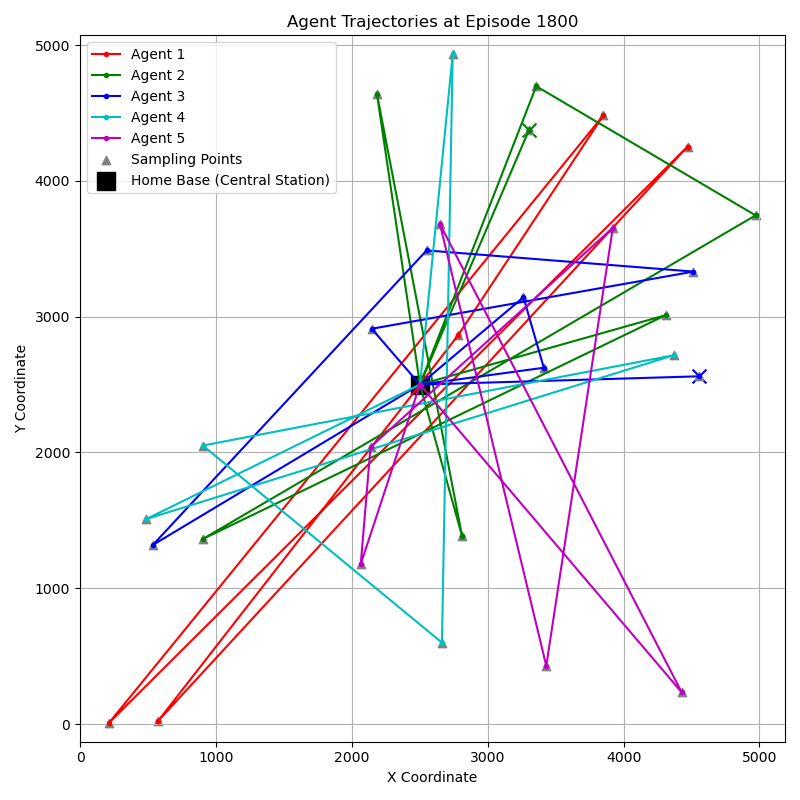 Agent Trajectories at Episode 1800
Agent 1
Agent 2
Agent 3
Agent 4
Agent 5
Sampling Points
Home Base (Central Station)
Y Coordinate
5000
4000
3000
2000
1000
0
0
1000
2000
3000
4000
5000
X Coordinate